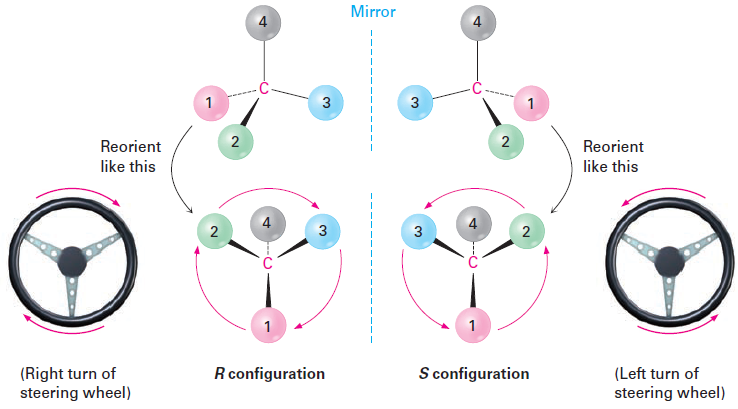 Mirror
4
4
C
C
1
3
3
1
2
2
Reorient
like this
Reorient
like this
2
4
3
3
4
2
C
C
1
1
(Right turn of
steering wheel)
R configuration
S configuration
(Left turn of
steering wheel)